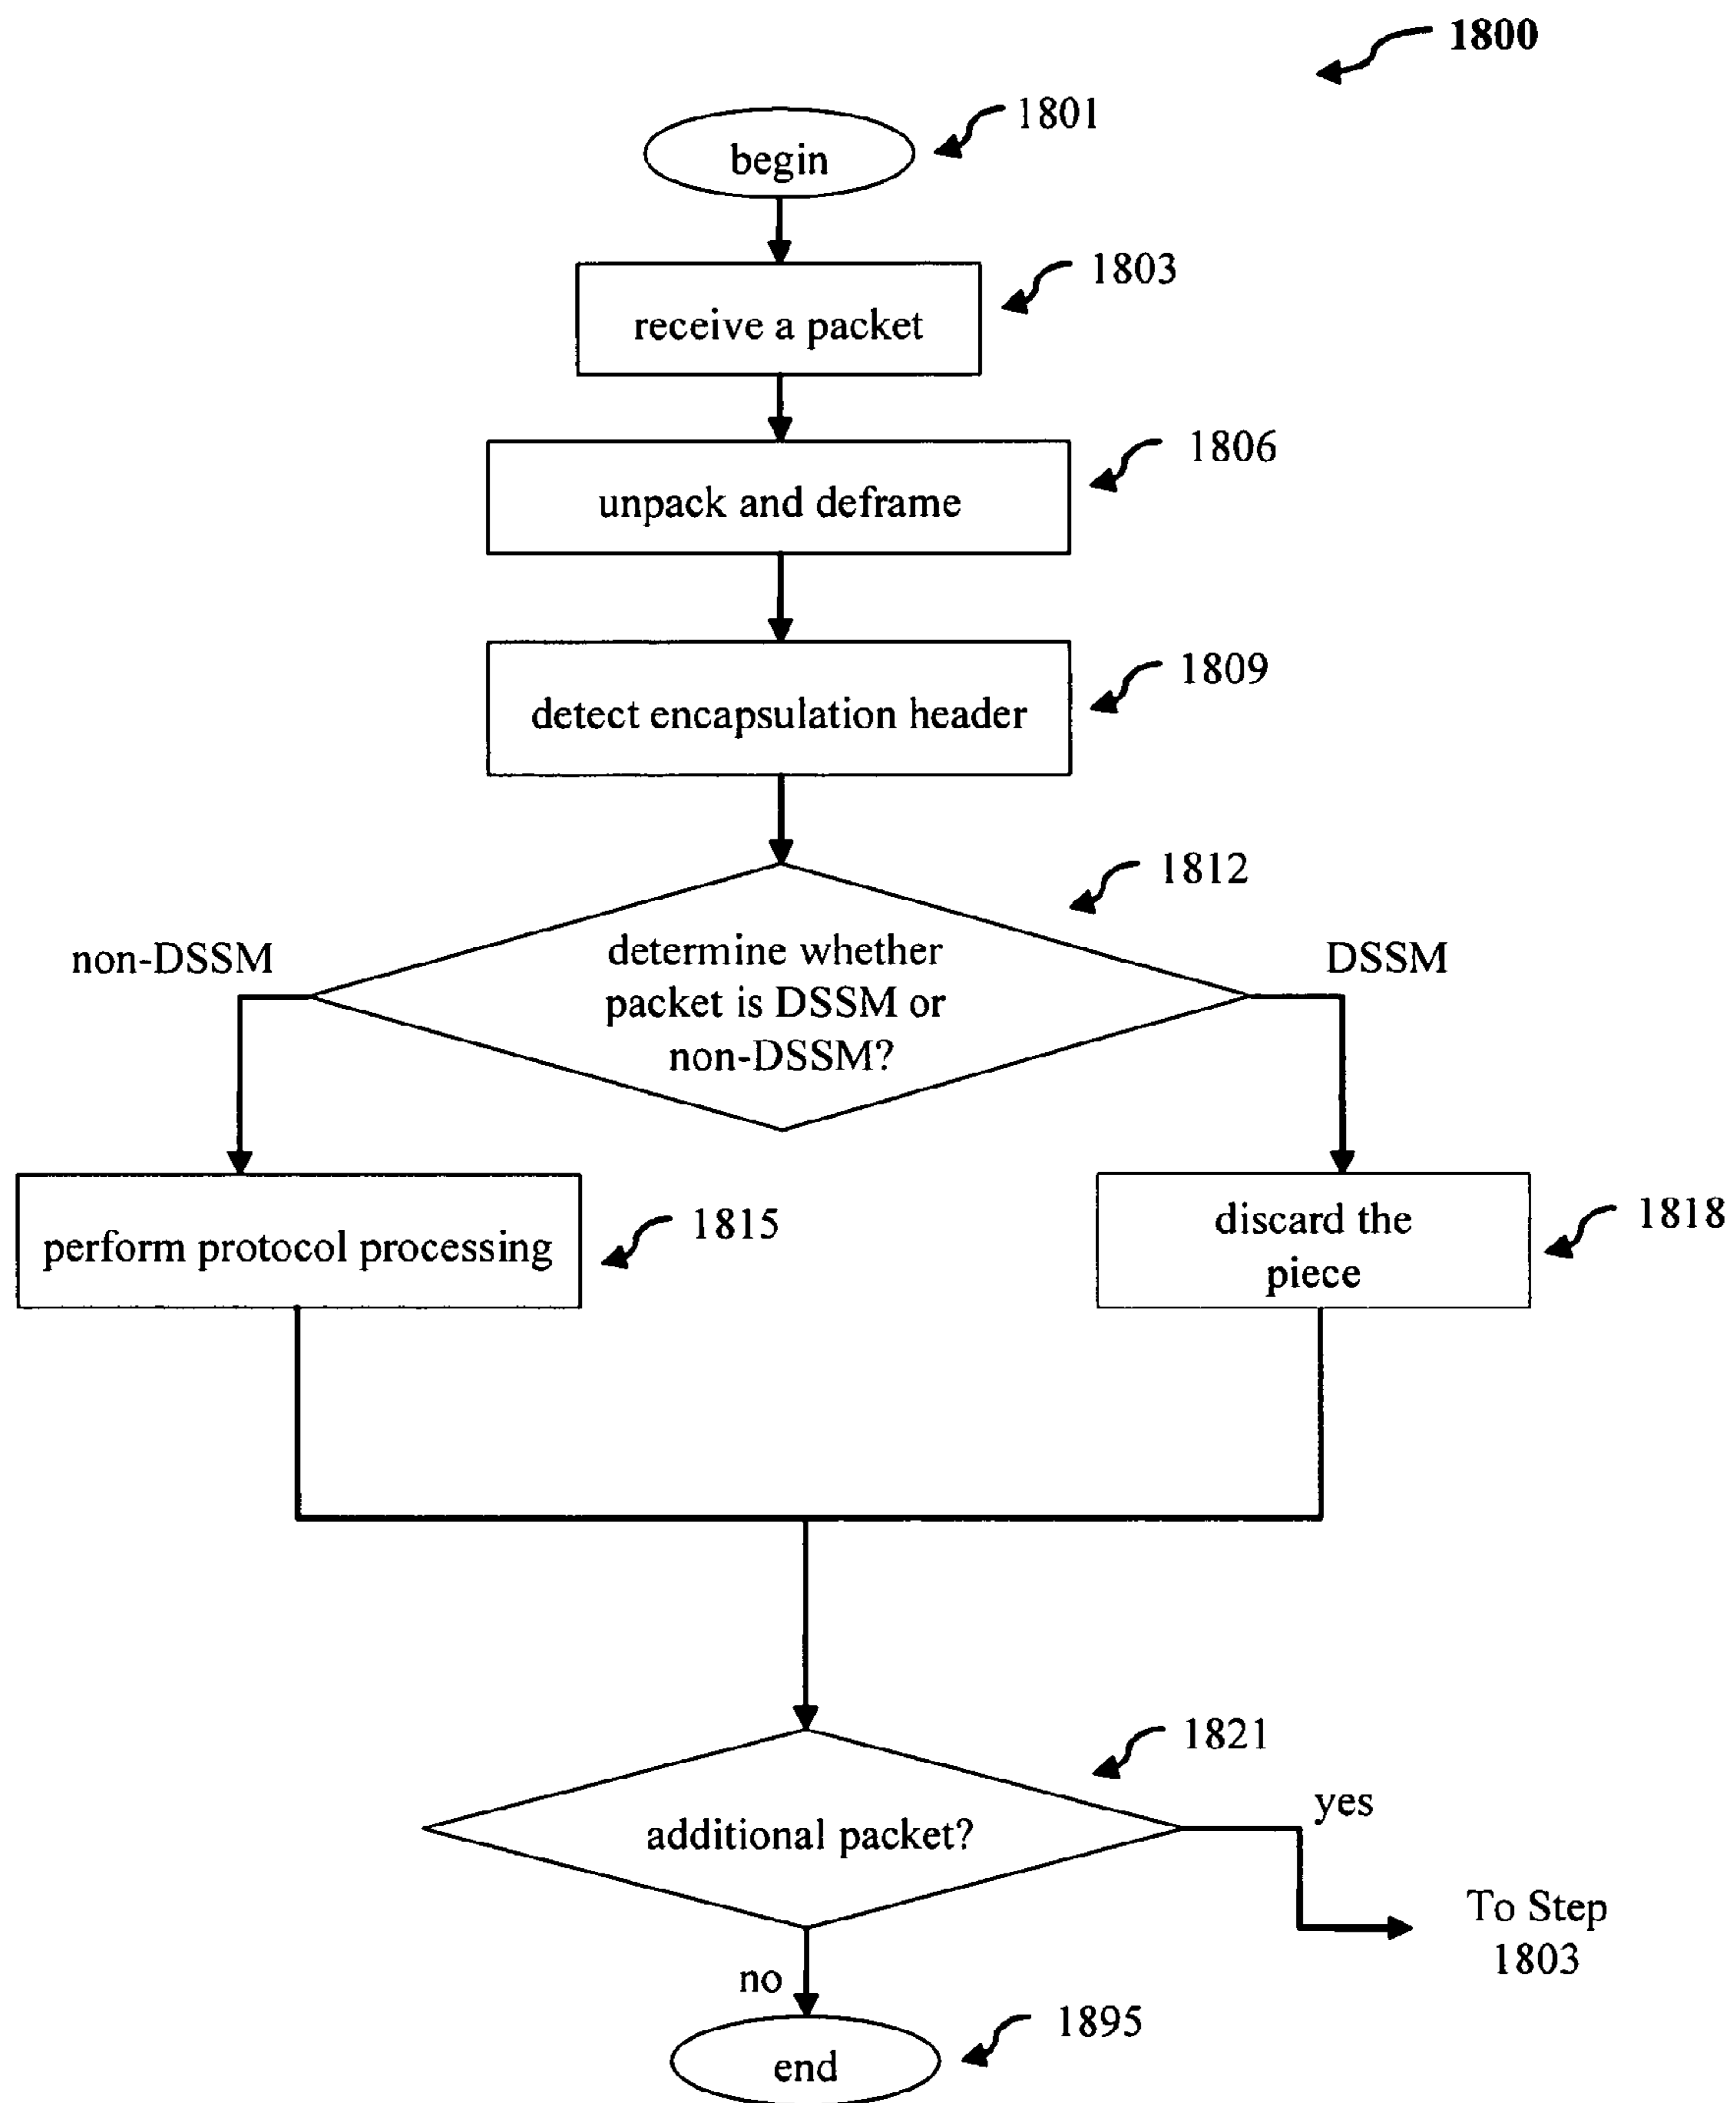 1800
1801
begin
1803
receive a packet
1806
unpack and deframe
1809
detect encapsulation header
1812
non-DSSM
DSSM
determine whether
packet is DSSM or
non-DSSM?
1815
1818
perform protocol processing
discard the
piece
1821
yes
additional packet?
To Step
1803
no
1895
end